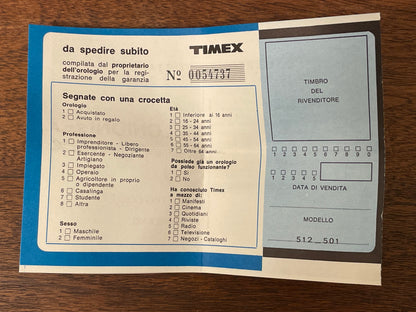 da spedire subito
TIMEX
compilata dal proprietario
dell'orologio per la regi-
strazione della garanzia
Nº 0054737
Segnate con una crocetta
Orologio
1 Acquistato
2 Avuto in regalo
Professione
1 Imprenditore - Libero
professionista - Dirigente
2 Esercente - Negoziante
Artigiano
3 Impiegato
4 Operaio
5 Agricoltore in proprio
o dipendente
6 Casalinga
7 Studente
8 Altra
Sesso
1 Maschile
2 Femminile
Età
1 Inferiore ai 16 anni
2 16 - 24 anni
3 25 - 34 anni
4 35 - 44 anni
5 45 - 54 anni
6 55 - 64 anni
7 Oltre 64 anni
Possiede già un orologio
da polso funzionante?
1 Si
2 No
Ha conosciuto Timex
a mezzo di:
1 Manifesti
2 Cinema
3 Quotidiani
4 Riviste
5 Radio
6 Televisione
7 Negozi - Cataloghi
TIMBRO
DEL
RIVENDITORE
1 2 3 4 5 6 7 8 9 0
1 2 3 4 5
DATA DI VENDITA
MODELLO
512_501